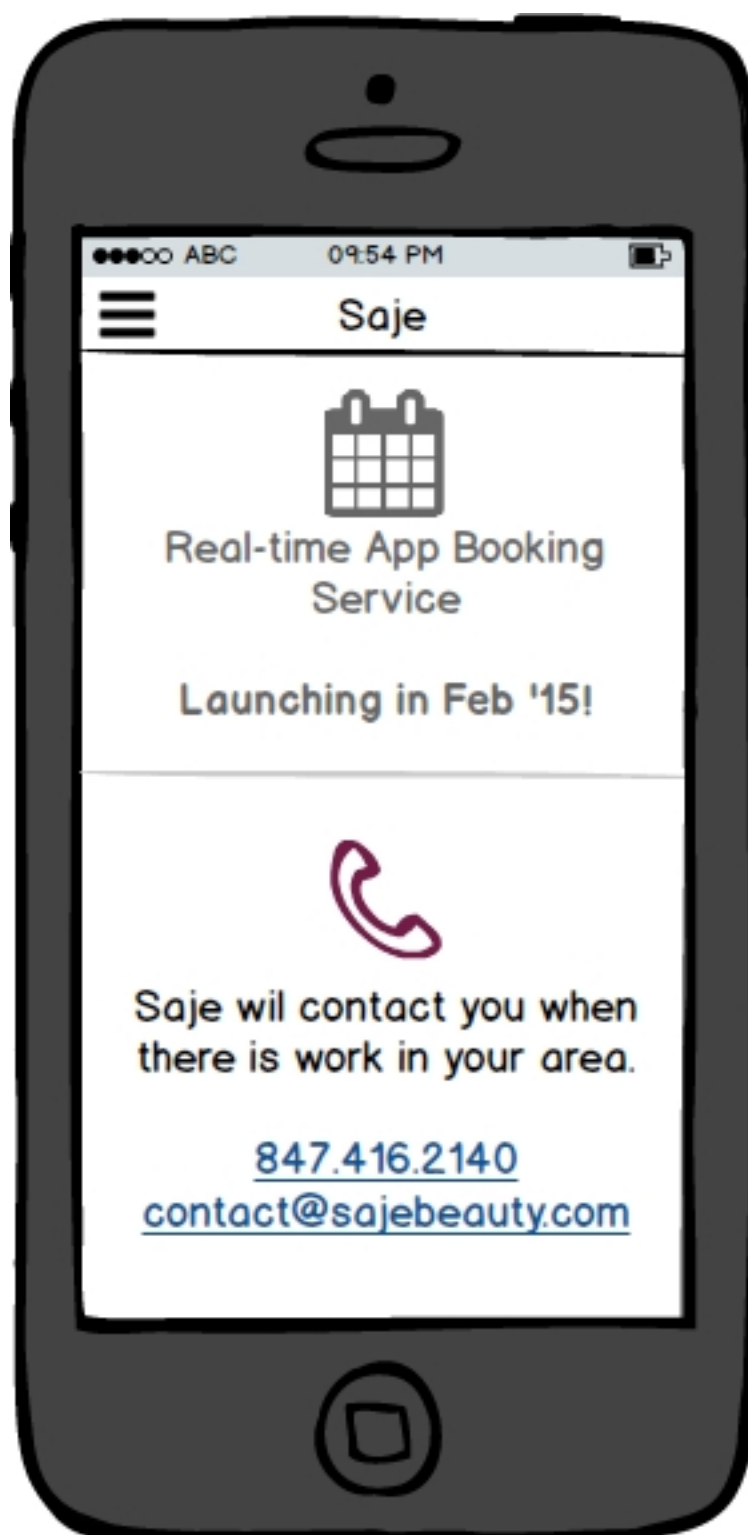 ABC 09:54 PM
Saje
Real-time App Booking
Service
Launching in Feb '15!
Saje wil contact you when
there is work in your area.
847.416.2140
contact@sajebeauty.com